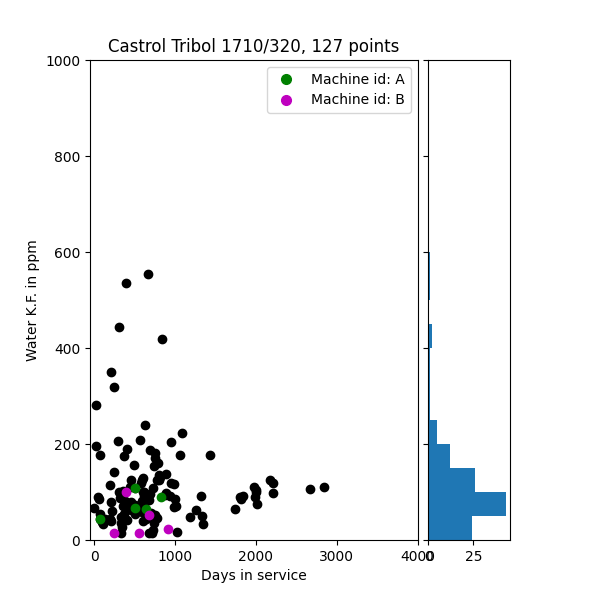 Castrol Tribol 1710/320, 127 points
Machine id: A
Machine id: B
1000
800
600
400
200
0
Water K.F. in ppm
0 1000 2000 3000 4000 0 25
Days in service